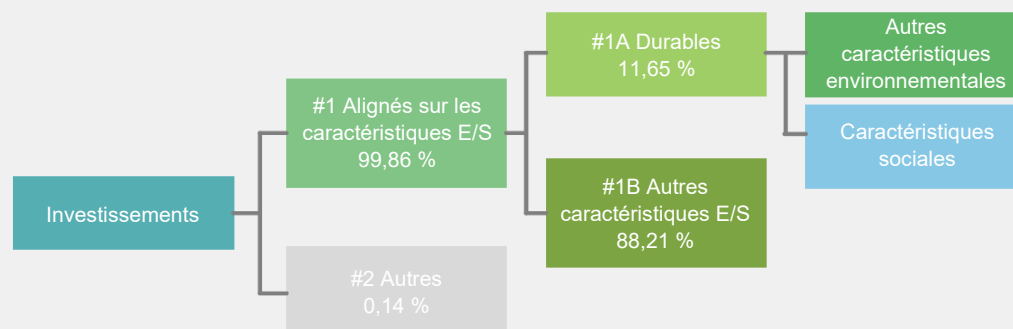 Investissements
#1 Alignés sur les
caractéristiques E/S
99,86 %
#2 Autres
0,14 %
#1A Durables
11,65 %
#1B Autres
caractéristiques E/S
88,21 %
Autres
caractéristiques
environnementales
Caractéristiques
sociales